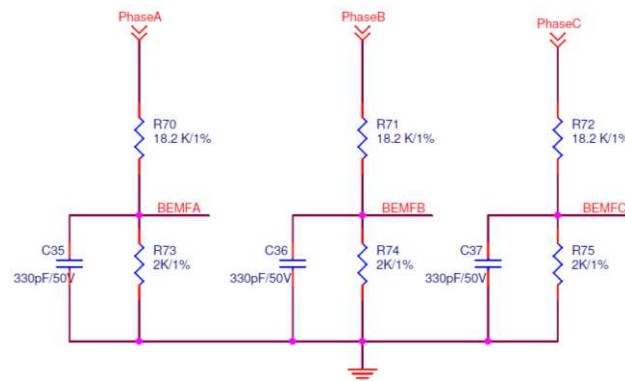 PhaseA
PhaseB
PhaseC
R70
18.2 K/1%
R71
18.2 K/1%
R72
18.2 K/1%
BEMFA
BEMFB
BEMFC
C35
330pF/50V
R73
2K/1%
C36
330pF/50V
R74
2K/1%
C37
330pF/50V
R75
2K/1%